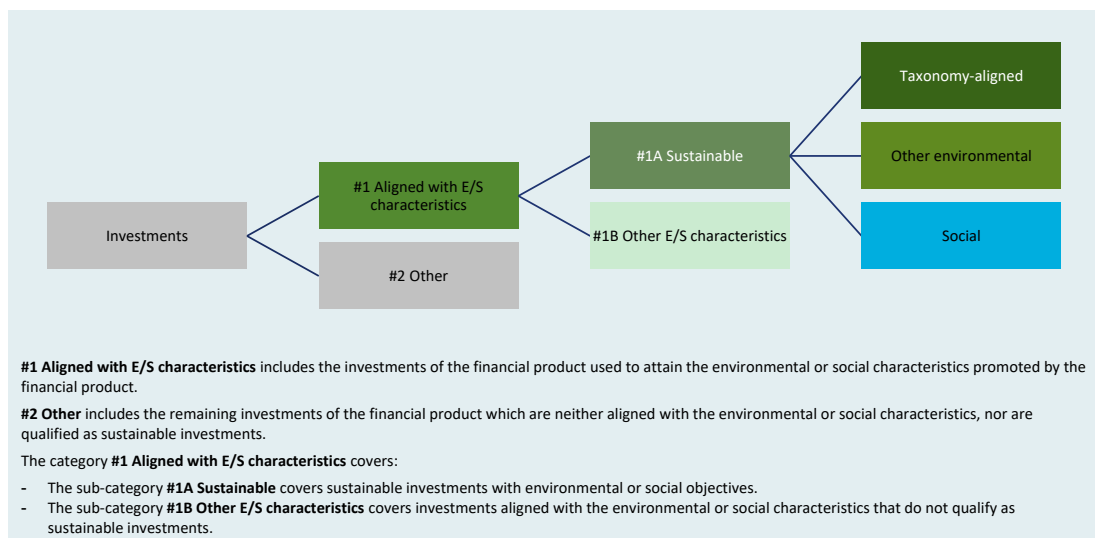 Taxonomy-aligned
#1A Sustainable
Other environmental
#1 Aligned with E/S
characteristics
Investments
#1B Other E/S characteristics
Social
#2 Other
#1 Aligned with E/S characteristics includes the investments of the financial product used to attain the environmental or social characteristics promoted by the
financial product.
#2 Other includes the remaining investments of the financial product which are neither aligned with the environmental or social characteristics, nor are
qualified as sustainable investments.
The category #1 Aligned with E/S characteristics covers:
- The sub-category #1A Sustainable covers sustainable investments with environmental or social objectives.
- The sub-category #1B Other E/S characteristics covers investments aligned with the environmental or social characteristics that do not qualify as
sustainable investments.